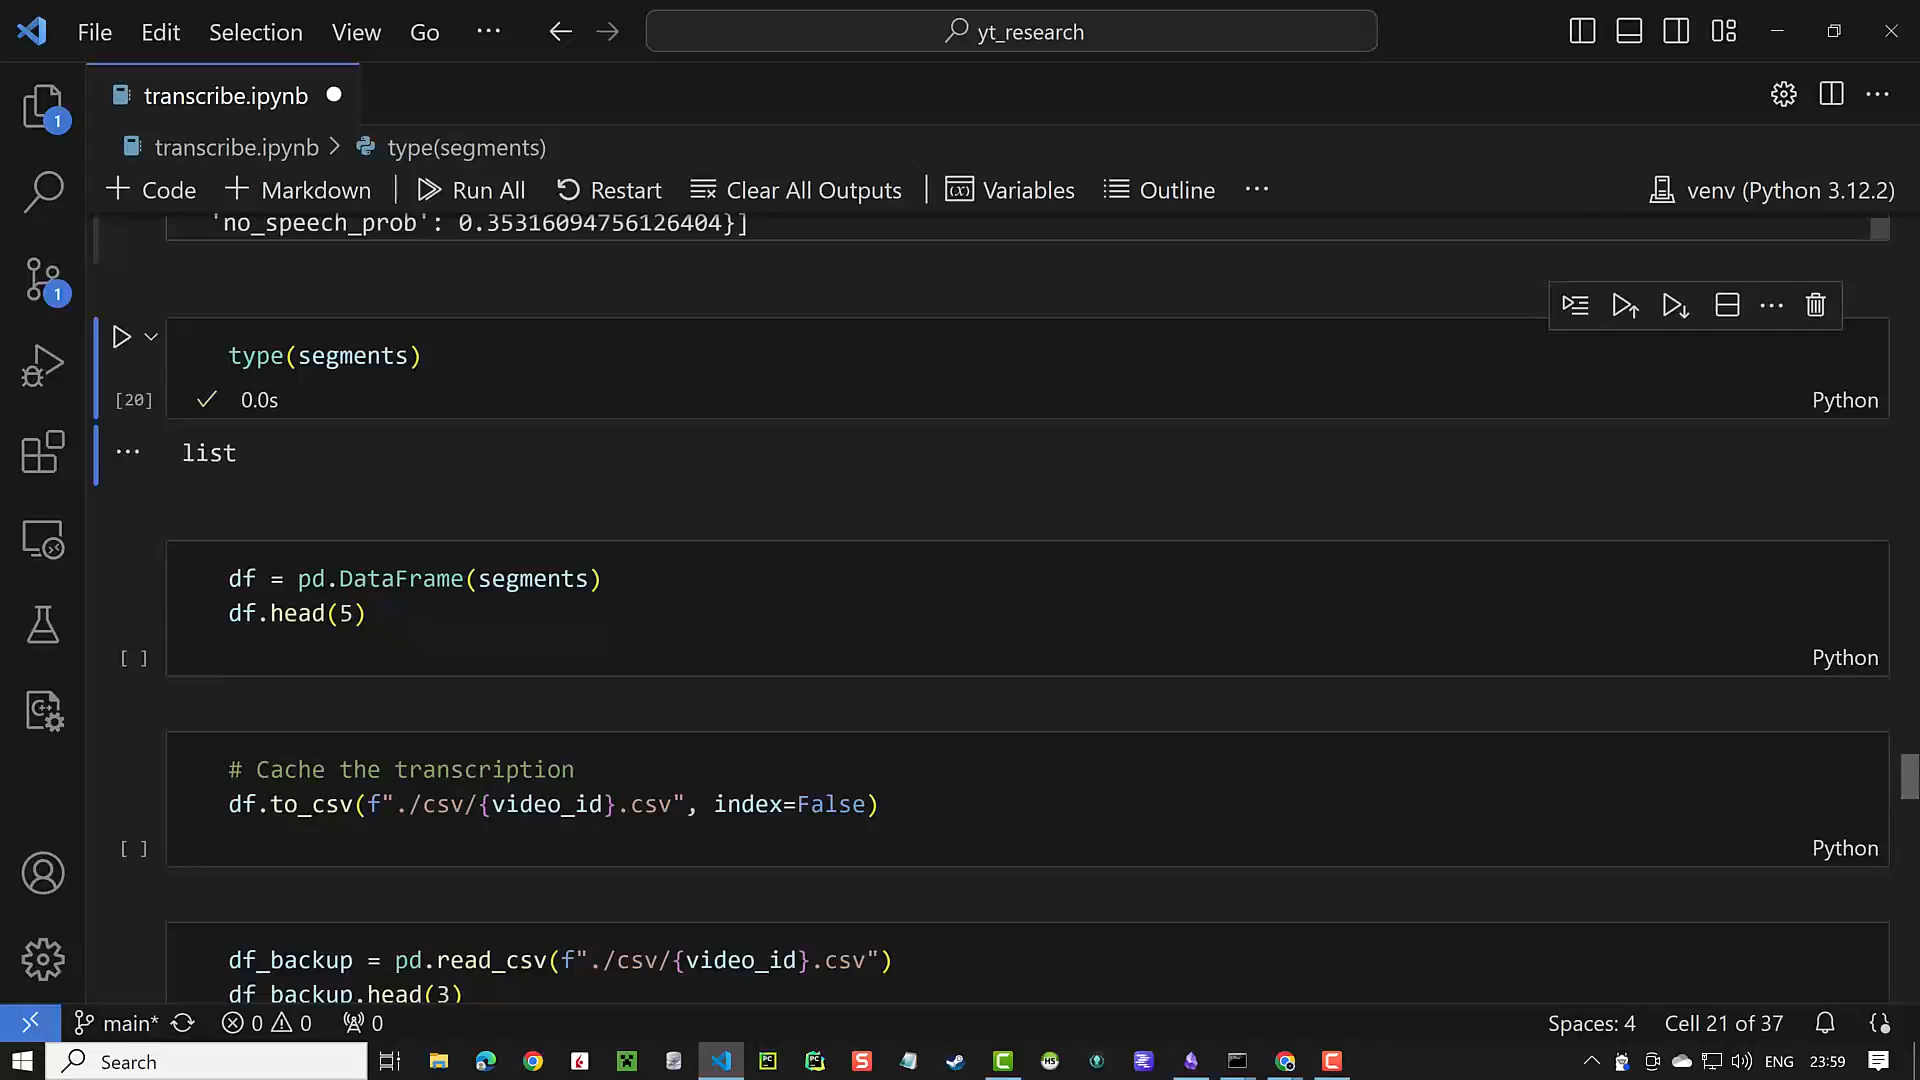 File Edit Selection View Go ··· yt_research
transcribe.ipynb
1
transcribe.ipynb > type(segments)
Code Markdown Run All Restart Clear All Outputs Variables Outline ··· venv (Python 3.12.2)
'no_speech_prob': 0.35316094756126404}]
1
type(segments)
[20] 0.0s Python
list
df = pd.DataFrame(segments)
df.head(5)
[ ] Python
# Cache the transcription
df.to_csv(f"./csv/{video_id}.csv", index=False)
[ ] Python
df_backup = pd.read_csv(f"./csv/{video_id}.csv")
df_backup.head(3)
main* 0 0 0 Spaces: 4 Cell 21 of 37
Search ENG 23:59